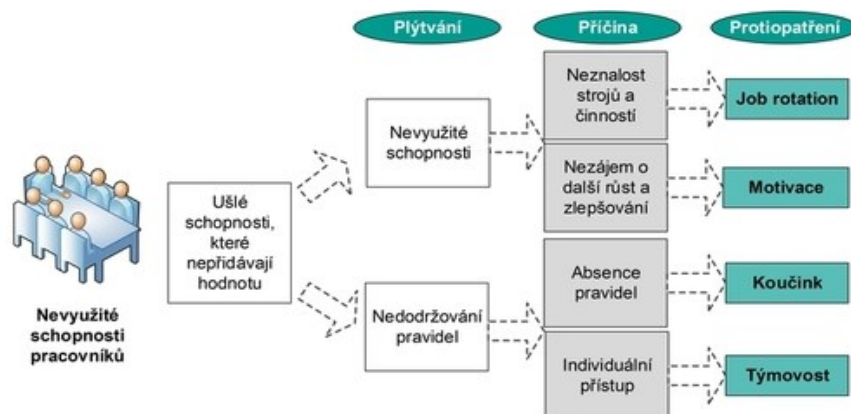 Plýtvání
Příčina
Protiopatření
Nevyužité
schopnosti
pracovníků
Ušlé
schopnosti,
které
nepřidávají
hodnotu
Nevyužité
schopnosti
Neznalost
strojů a
činností
Job rotation
Nezájem o
další růst a
zlepšování
Motivace
Nedodržování
pravidel
Absence
pravidel
Koučink
Individuální
přístup
Týmovost